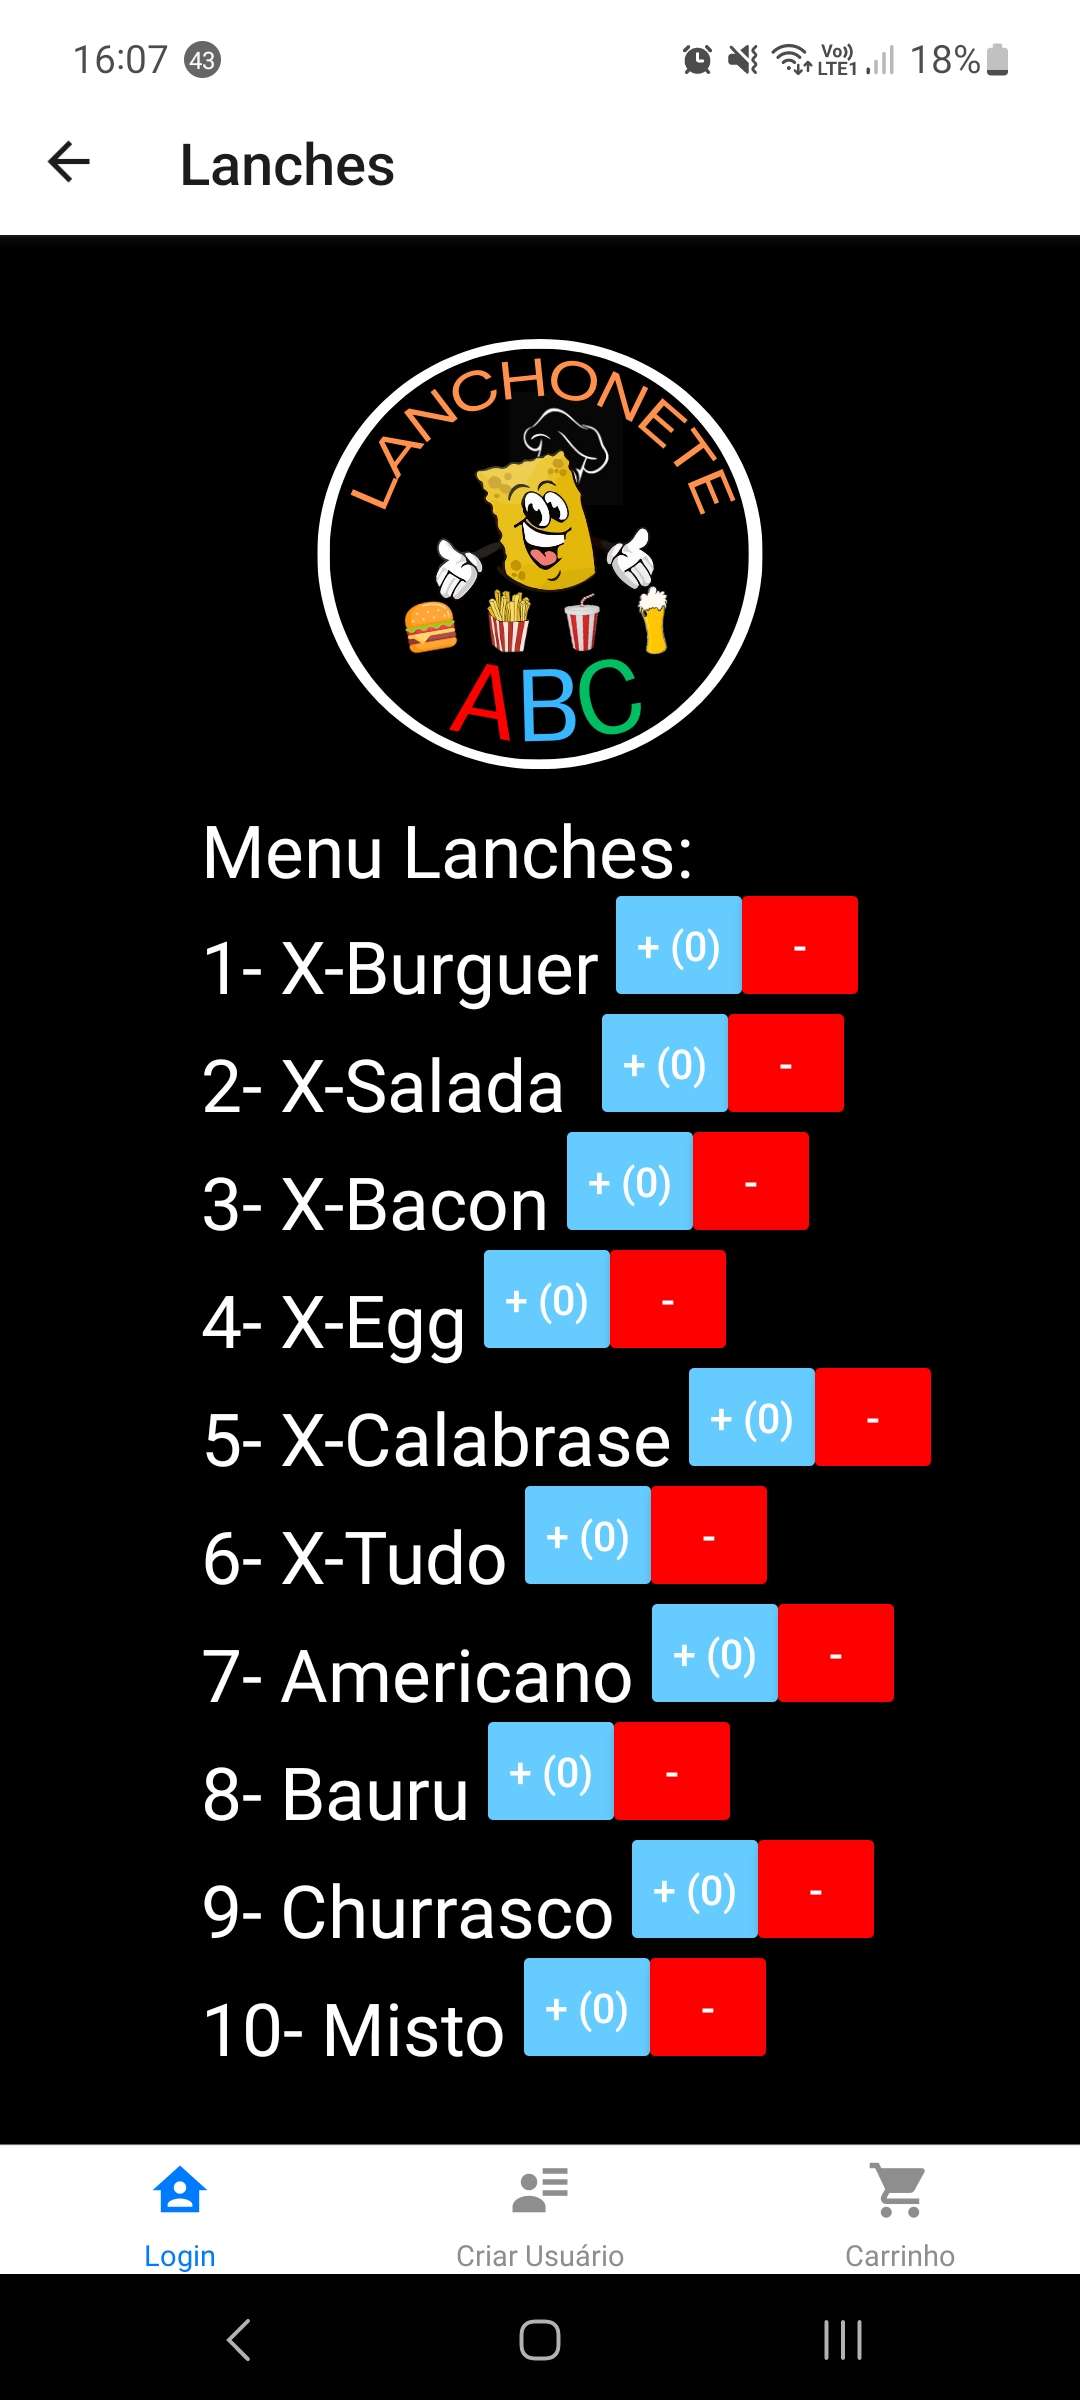 16:07 43 Vo)) LTE1 18%
Lanches
LANCHONETE
ABC
Menu Lanches:
1- X-Burguer + (0) -
2- X-Salada + (0) -
3- X-Bacon + (0) -
4- X-Egg + (0) -
5- X-Calabrase + (0) -
6- X-Tudo + (0) -
7- Americano + (0) -
8- Bauru + (0) -
9- Churrasco + (0) -
10- Misto + (0) -
Login Criar Usuário Carrinho